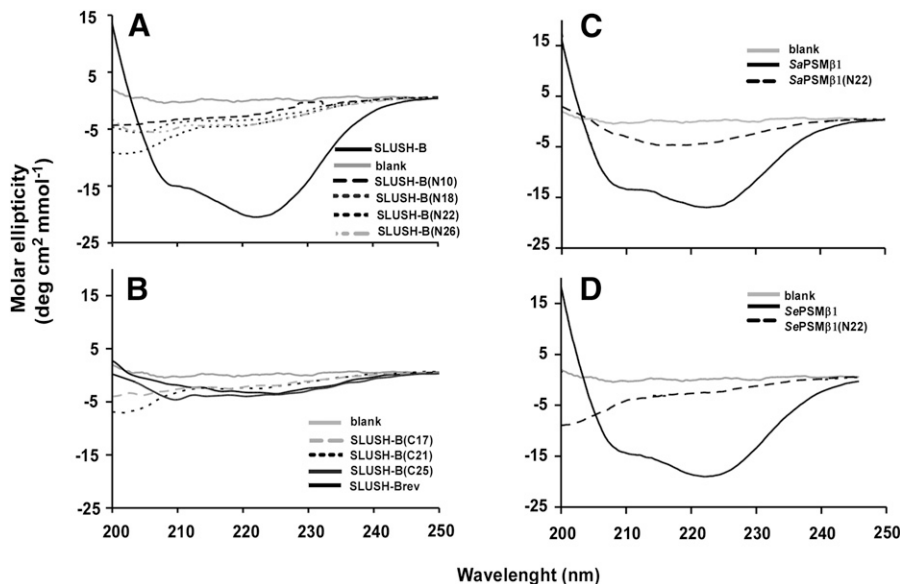 A
15
5
-5
-15
-25
SLUSH-B
blank
SLUSH-B(N10)
SLUSH-B(N18)
SLUSH-B(N22)
SLUSH-B(N26)
C
15
5
-5
-15
-25
blank
SaPSMβ1
SaPSMβ1(N22)
Molar ellipticity
(deg cm² mmol⁻¹)
B
15
5
-5
-15
-25
blank
SLUSH-B(C17)
SLUSH-B(C21)
SLUSH-B(C25)
SLUSH-Brev
200 210 220 230 240 250
D
15
5
-5
-15
-25
blank
SePSMβ1
SePSMβ1(N22)
200 210 220 230 240 250
Wavelenght (nm)